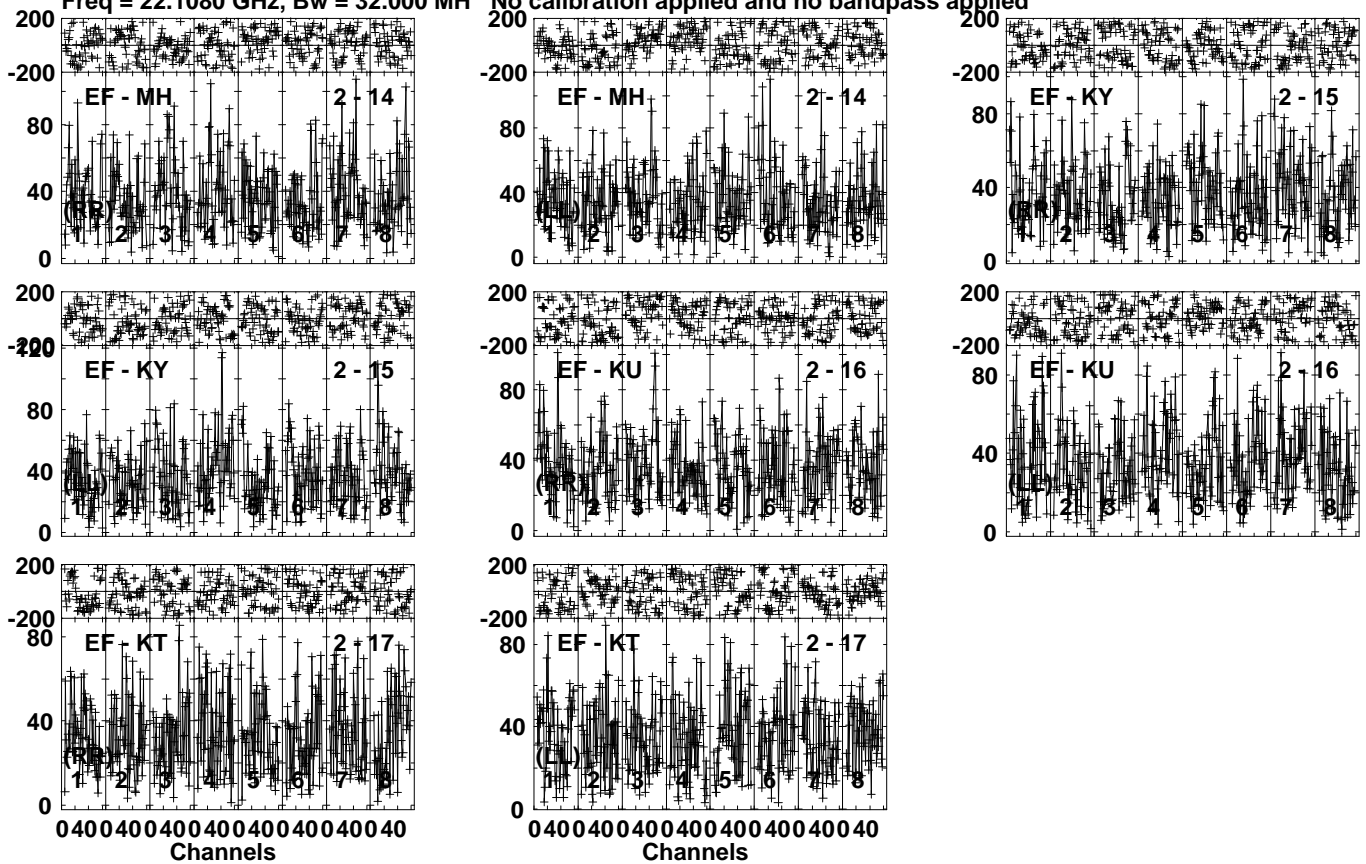 Freq = 22.1080 GHz, Bw = 32.000 MH No calibration applied and no bandpass applied
200 200 200
-200 -200 -200
EF - MH 2 - 14 EF - MH 2 - 14 EF - KY 2 - 15
80 80 80
40 40 40
(RR) (LL) (RR)
1 2 3 4 5 6 7 8 1 2 3 4 5 6 7 8 1 2 3 4 5 6 7 8
0 0 0
200 200 200
-200 -200 -200
120
EF - KY 2 - 15 EF - KU 2 - 16 EF - KU 2 - 16
80 80 80
40 40 40
(LL) (RR) (LL)
1 2 3 4 5 6 7 8 1 2 3 4 5 6 7 8 1 2 3 4 5 6 7 8
0 0 0
200 200
-200 -200
EF - KT 2 - 17 EF - KT 2 - 17
80 80
40 40
(RR) (LL)
1 2 3 4 5 6 7 8 1 2 3 4 5 6 7 8
0 0
0 40 0 40 0 40 0 40 0 40 0 40 0 40 0 40 0 40 0 40 0 40 0 40 0 40 0 40 0 40 0 40
Channels Channels